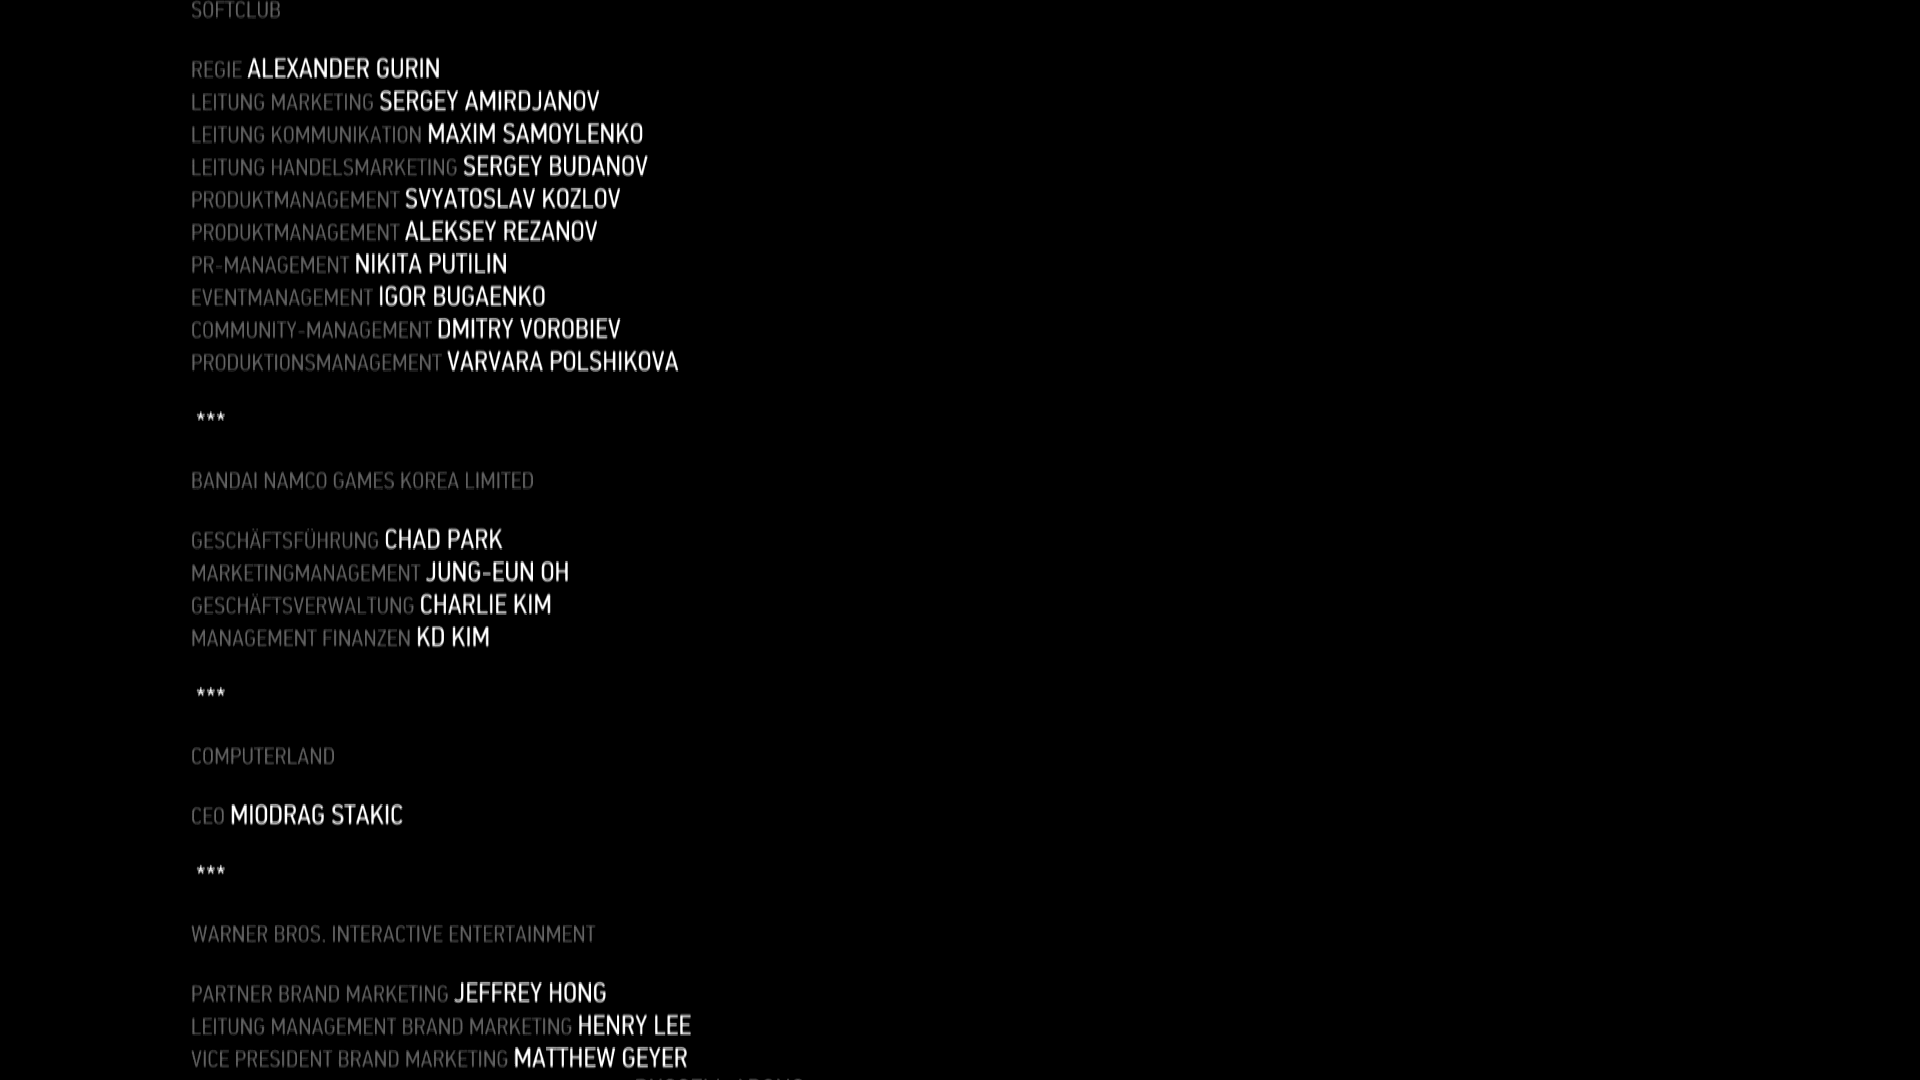 SOFTCLUB
REGIE ALEXANDER GURIN
LEITUNG MARKETING SERGEY AMIRDJANOV
LEITUNG KOMMUNIKATION MAXIM SAMOYLENKO
LEITUNG HANDELSMARKETING SERGEY BUDANOV
PRODUKTMANAGEMENT SVYATOSLAV KOZLOV
PRODUKTMANAGEMENT ALEKSEY REZANOV
PR-MANAGEMENT NIKITA PUTILIN
EVENTMANAGEMENT IGOR BUGAENKO
COMMUNITY-MANAGEMENT DMITRY VOROBIEV
PRODUKTIONSMANAGEMENT VARVARA POLSHIKOVA
***
BANDAI NAMCO GAMES KOREA LIMITED
GESCHÄFTSFÜHRUNG CHAD PARK
MARKETINGMANAGEMENT JUNG-EUN OH
GESCHÄFTSVERWALTUNG CHARLIE KIM
MANAGEMENT FINANZEN KD KIM
***
COMPUTERLAND
CEO MIODRAG STAKIC
***
WARNER BROS. INTERACTIVE ENTERTAINMENT
PARTNER BRAND MARKETING JEFFREY HONG
LEITUNG MANAGEMENT BRAND MARKETING HENRY LEE
VICE PRESIDENT BRAND MARKETING MATTHEW GEYER